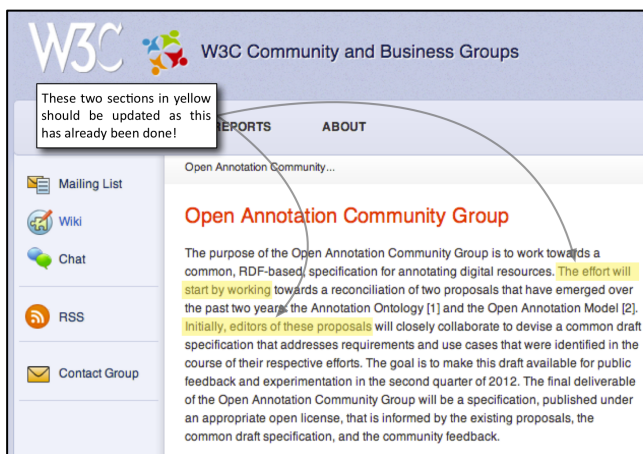 W3C
W3C Community and Business Groups
These two sections in yellow
should be updated as this
has already been done!
REPORTS
ABOUT
Open Annotation Community...
Mailing List
Wiki
Chat
RSS
Contact Group
Open Annotation Community Group
The purpose of the Open Annotation Community Group is to work towards a
common, RDF-based, specification for annotating digital resources. The effort will
start by working towards a reconciliation of two proposals that have emerged over
the past two years: the Annotation Ontology [1] and the Open Annotation Model [2].
Initially, editors of these proposals will closely collaborate to devise a common draft
specification that addresses requirements and use cases that were identified in the
course of their respective efforts. The goal is to make this draft available for public
feedback and experimentation in the second quarter of 2012. The final deliverable
of the Open Annotation Community Group will be a specification, published under
an appropriate open license, that is informed by the existing proposals, the
common draft specification, and the community feedback.